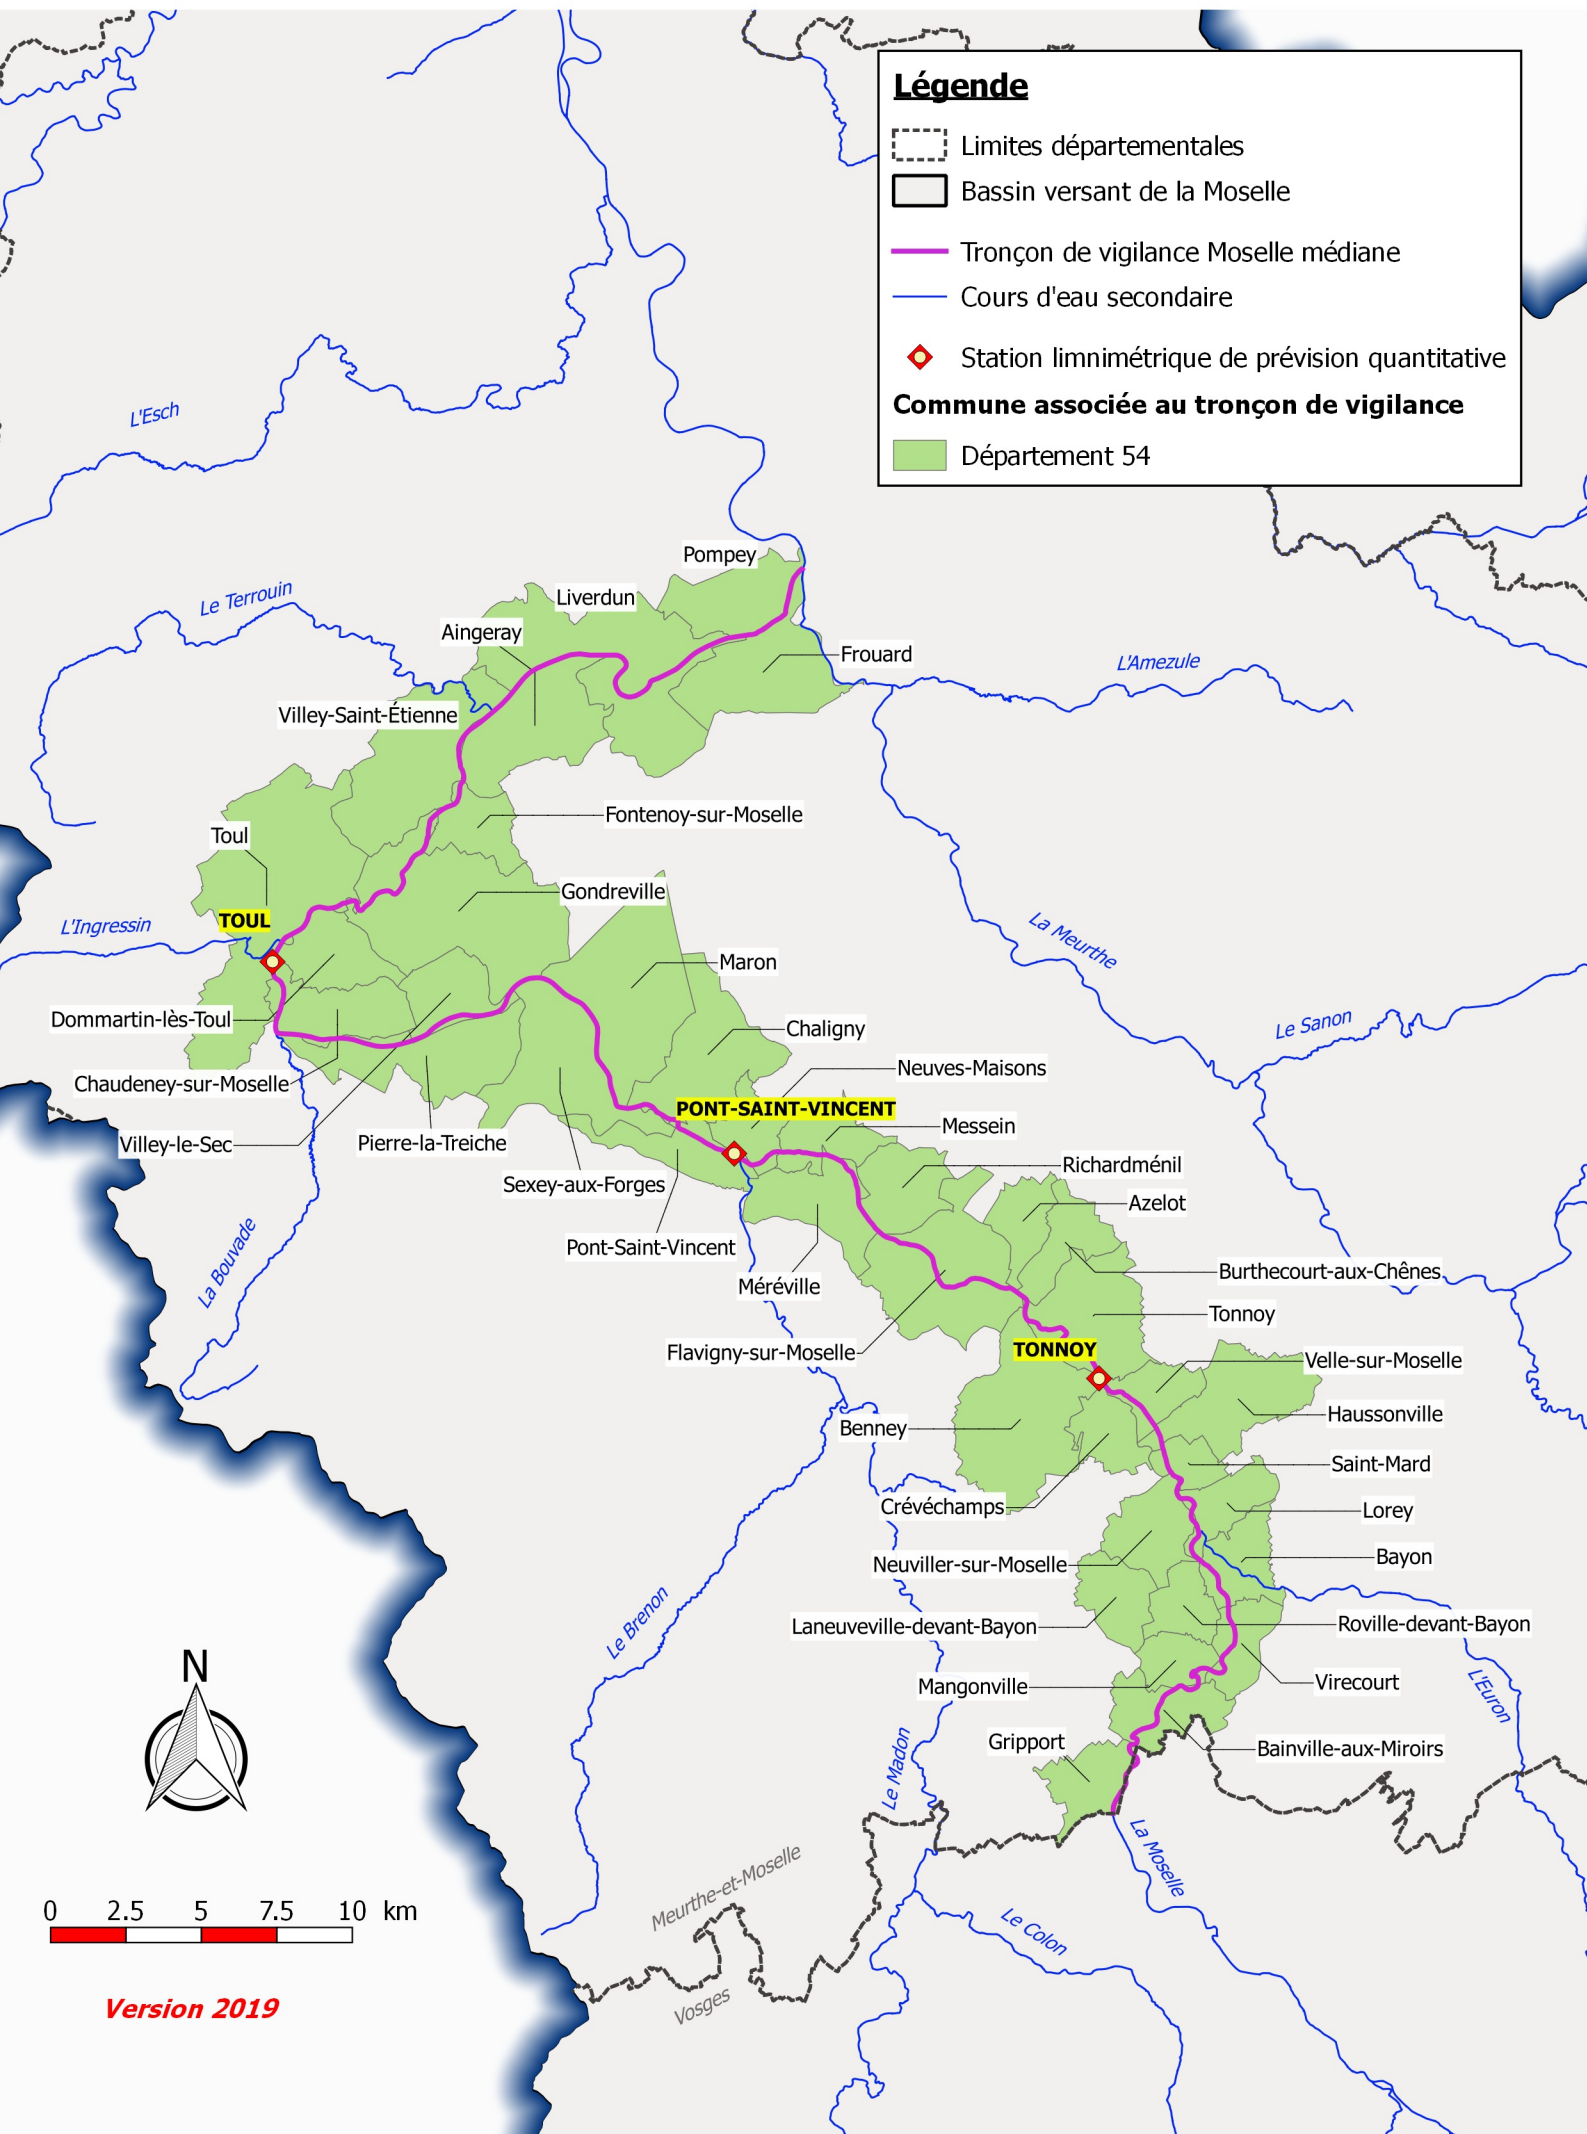 Légende
Limites départementales
Bassin versant de la Moselle
Tronçon de vigilance Moselle médiane
Cours d'eau secondaire
Station limnimétrique de prévision quantitative
Commune associée au tronçon de vigilance
Département 54
L'Esch
Pompey
Le Terrouin
Liverdun
Aingeray
Frouard
L'Amezule
Villey-Saint-Étienne
Fontenoy-sur-Moselle
Toul
Gondreville
TOUL
L'Ingressin
La Meurthe
Maron
Dommartin-lès-Toul
Chaligny
Le Sanon
Neuves-Maisons
Chaudeney-sur-Moselle
PONT-SAINT-VINCENT
Messein
Villey-le-Sec
Pierre-la-Treiche
Richardménil
Sexey-aux-Forges
Azelot
Pont-Saint-Vincent
La Bouvade
Burthecourt-aux-Chênes
Méréville
Tonnoy
Flavigny-sur-Moselle
TONNOY
Velle-sur-Moselle
Haussonville
Benney
Saint-Mard
Crévéchamps
Lorey
Bayon
Neuviller-sur-Moselle
Le Brenon
Laneuveville-devant-Bayon
Roville-devant-Bayon
N
Mangonville
Virecourt
L'Euron
Gripport
Bainville-aux-Miroirs
Le Madon
La Moselle
Meurthe-et-Moselle
0 2.5 5 7.5 10 km
Le Colon
Vosges
Version 2019